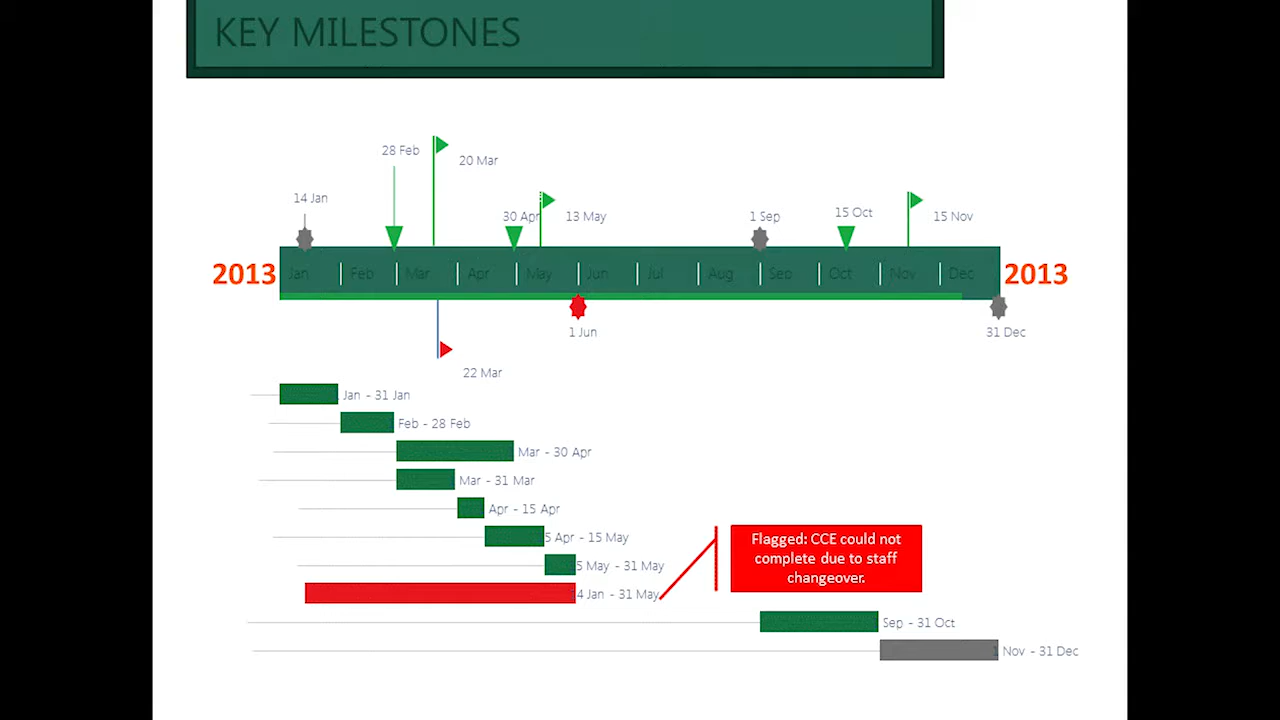 KEY MILESTONES
28 Feb
20 Mar
14 Jan
30 Apr
13 May
1 Sep
15 Oct
15 Nov
2013
Jan
Feb
Mar
Apr
May
Jun
Jul
Aug
Sep
Oct
Nov
Dec
2013
1 Jun
31 Dec
22 Mar
Jan - 31 Jan
Feb - 28 Feb
Mar - 30 Apr
Mar - 31 Mar
Apr - 15 Apr
5 Apr - 15 May
5 May - 31 May
4 Jan - 31 May
Flagged: CCE could not
complete due to staff
changeover.
Sep - 31 Oct
1 Nov - 31 Dec